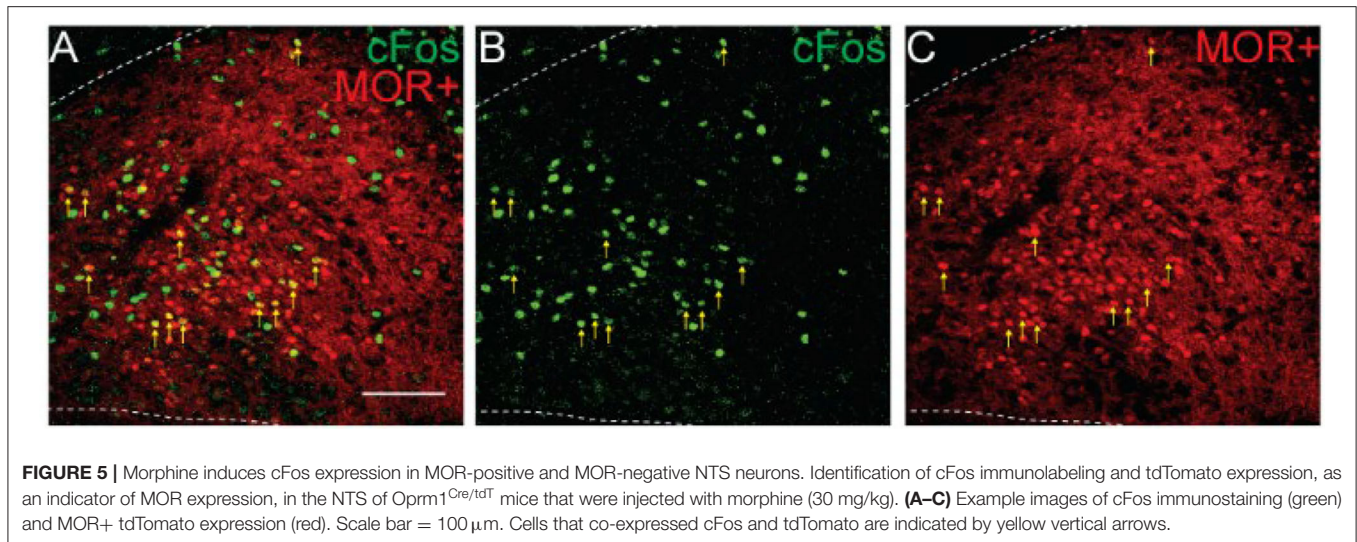 A
cFos
MOR+
B
cFos
C
MOR+
FIGURE 5 | Morphine induces cFos expression in MOR-positive and MOR-negative NTS neurons. Identification of cFos immunolabeling and tdTomato expression, as
an indicator of MOR expression, in the NTS of Oprm1Cre/tdT mice that were injected with morphine (30 mg/kg). (A–C) Example images of cFos immunostaining (green)
and MOR+ tdTomato expression (red). Scale bar = 100 μm. Cells that co-expressed cFos and tdTomato are indicated by yellow vertical arrows.